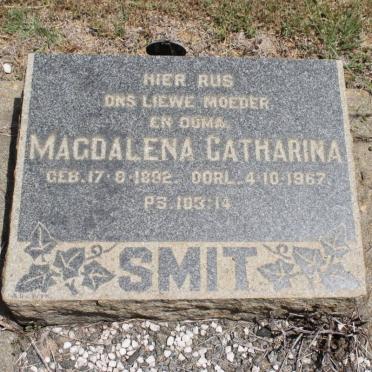 HIER RUS
ONS LIEWE MOEDER
EN OUMA
MAGDALENA CATHARINA
GEB. 17·8·1892. OORL. 4·10·1967.
PS. 103:14
SMIT